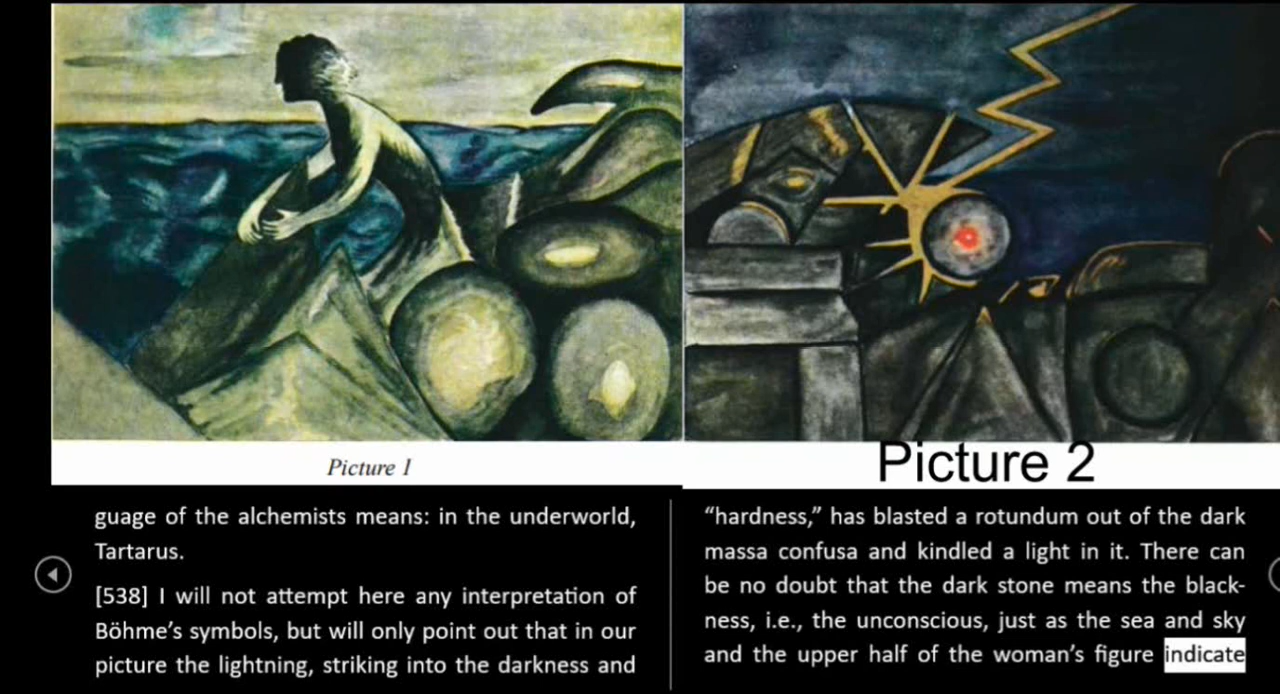 Picture 1
Picture 2
guage of the alchemists means: in the underworld,
Tartarus.
[538] I will not attempt here any interpretation of
Böhme's symbols, but will only point out that in our
picture the lightning, striking into the darkness and
“hardness,” has blasted a rotundum out of the dark
massa confusa and kindled a light in it. There can
be no doubt that the dark stone means the black-
ness, i.e., the unconscious, just as the sea and sky
and the upper half of the woman's figure indicate